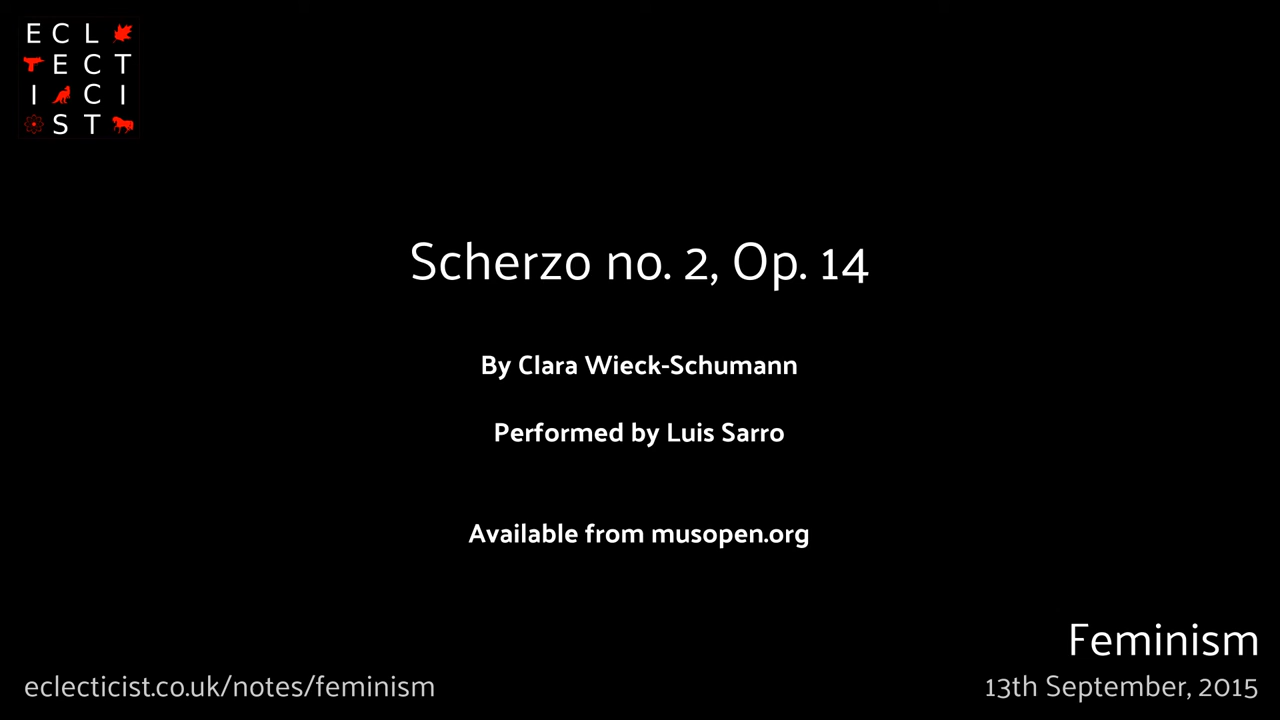 E C L
E C T
I C I
S T
Scherzo no. 2, Op. 14
By Clara Wieck-Schumann
Performed by Luis Sarro
Available from musopen.org
Feminism
eclecticist.co.uk/notes/feminism
13th September, 2015